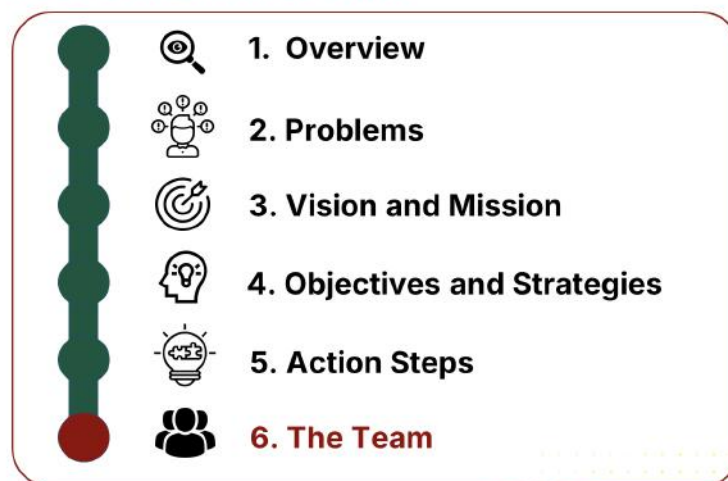 1. Overview
2. Problems
3. Vision and Mission
4. Objectives and Strategies
5. Action Steps
6. The Team